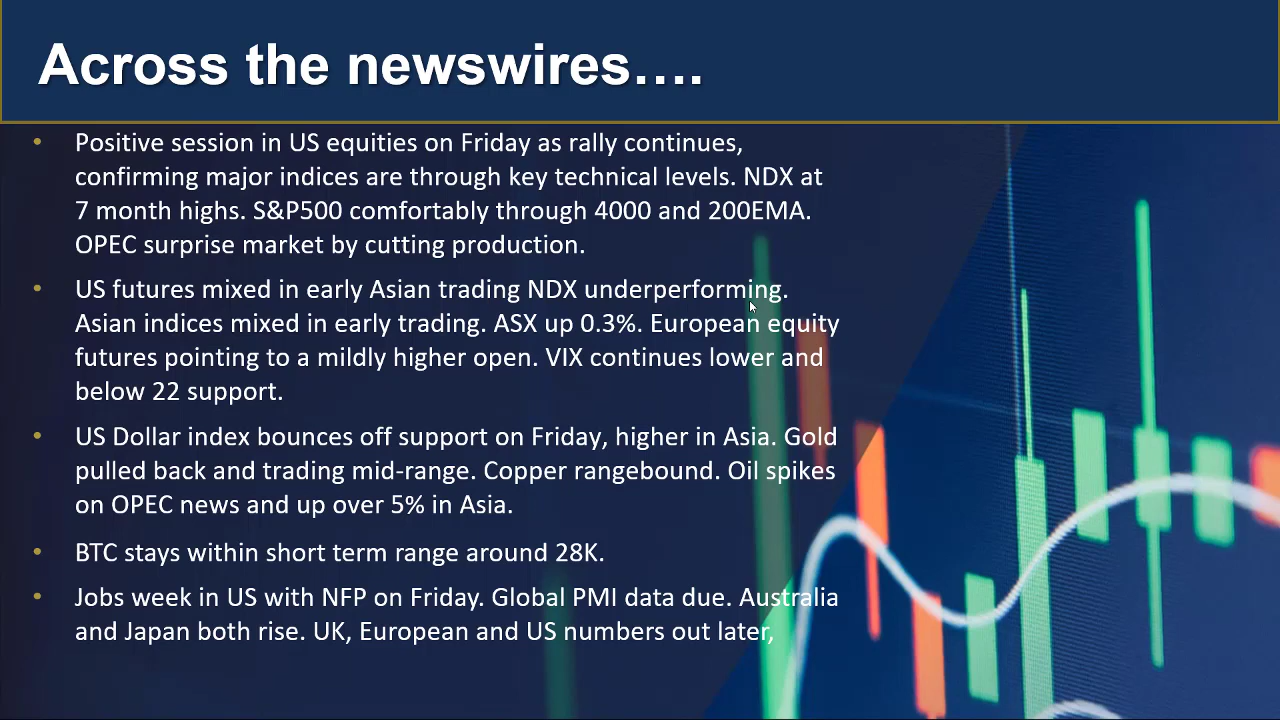 Across the newswires....
• Positive session in US equities on Friday as rally continues,
confirming major indices are through key technical levels. NDX at
7 month highs. S&P500 comfortably through 4000 and 200EMA.
OPEC surprise market by cutting production.
• US futures mixed in early Asian trading NDX underperforming.
Asian indices mixed in early trading. ASX up 0.3%. European equity
futures pointing to a mildly higher open. VIX continues lower and
below 22 support.
• US Dollar index bounces off support on Friday, higher in Asia. Gold
pulled back and trading mid-range. Copper rangebound. Oil spikes
on OPEC news and up over 5% in Asia.
• BTC stays within short term range around 28K.
• Jobs week in US with NFP on Friday. Global PMI data due. Australia
and Japan both rise. UK, European and US numbers out later,